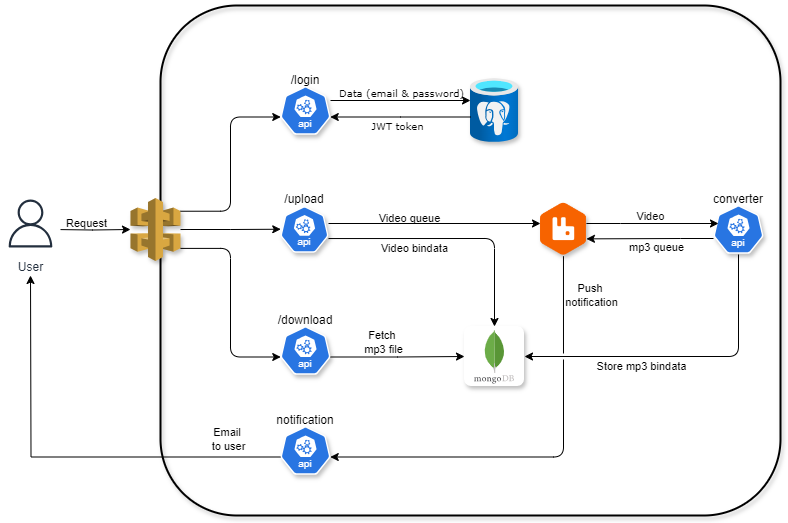 /login
api
Data (email & password)
JWT token
User
Request
/upload
api
Video queue
Video bindata
Video
mp3 queue
converter
api
Push
notification
/download
api
Fetch
mp3 file
mongoDB
Store mp3 bindata
notification
api
Email
to user